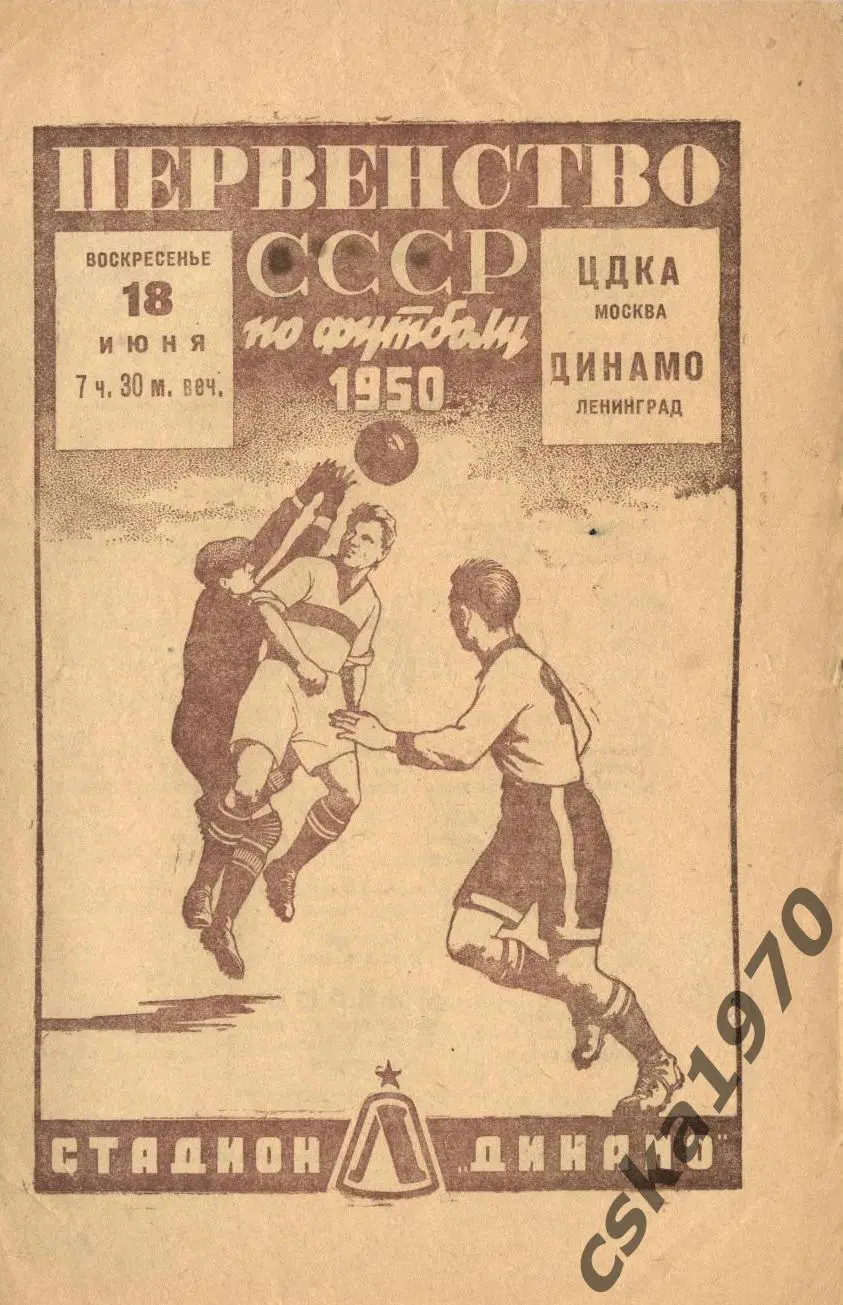 ПЕРВЕНСТВО
СССР
по футболу
1950
ВОСКРЕСЕНЬЕ
18
ИЮНЯ
7 ч. 30 м. веч.
ЦДКА
МОСКВА
ДИНАМО
ЛЕНИНГРАД
СТАДИОН Л „ДИНАМО"
cska1970